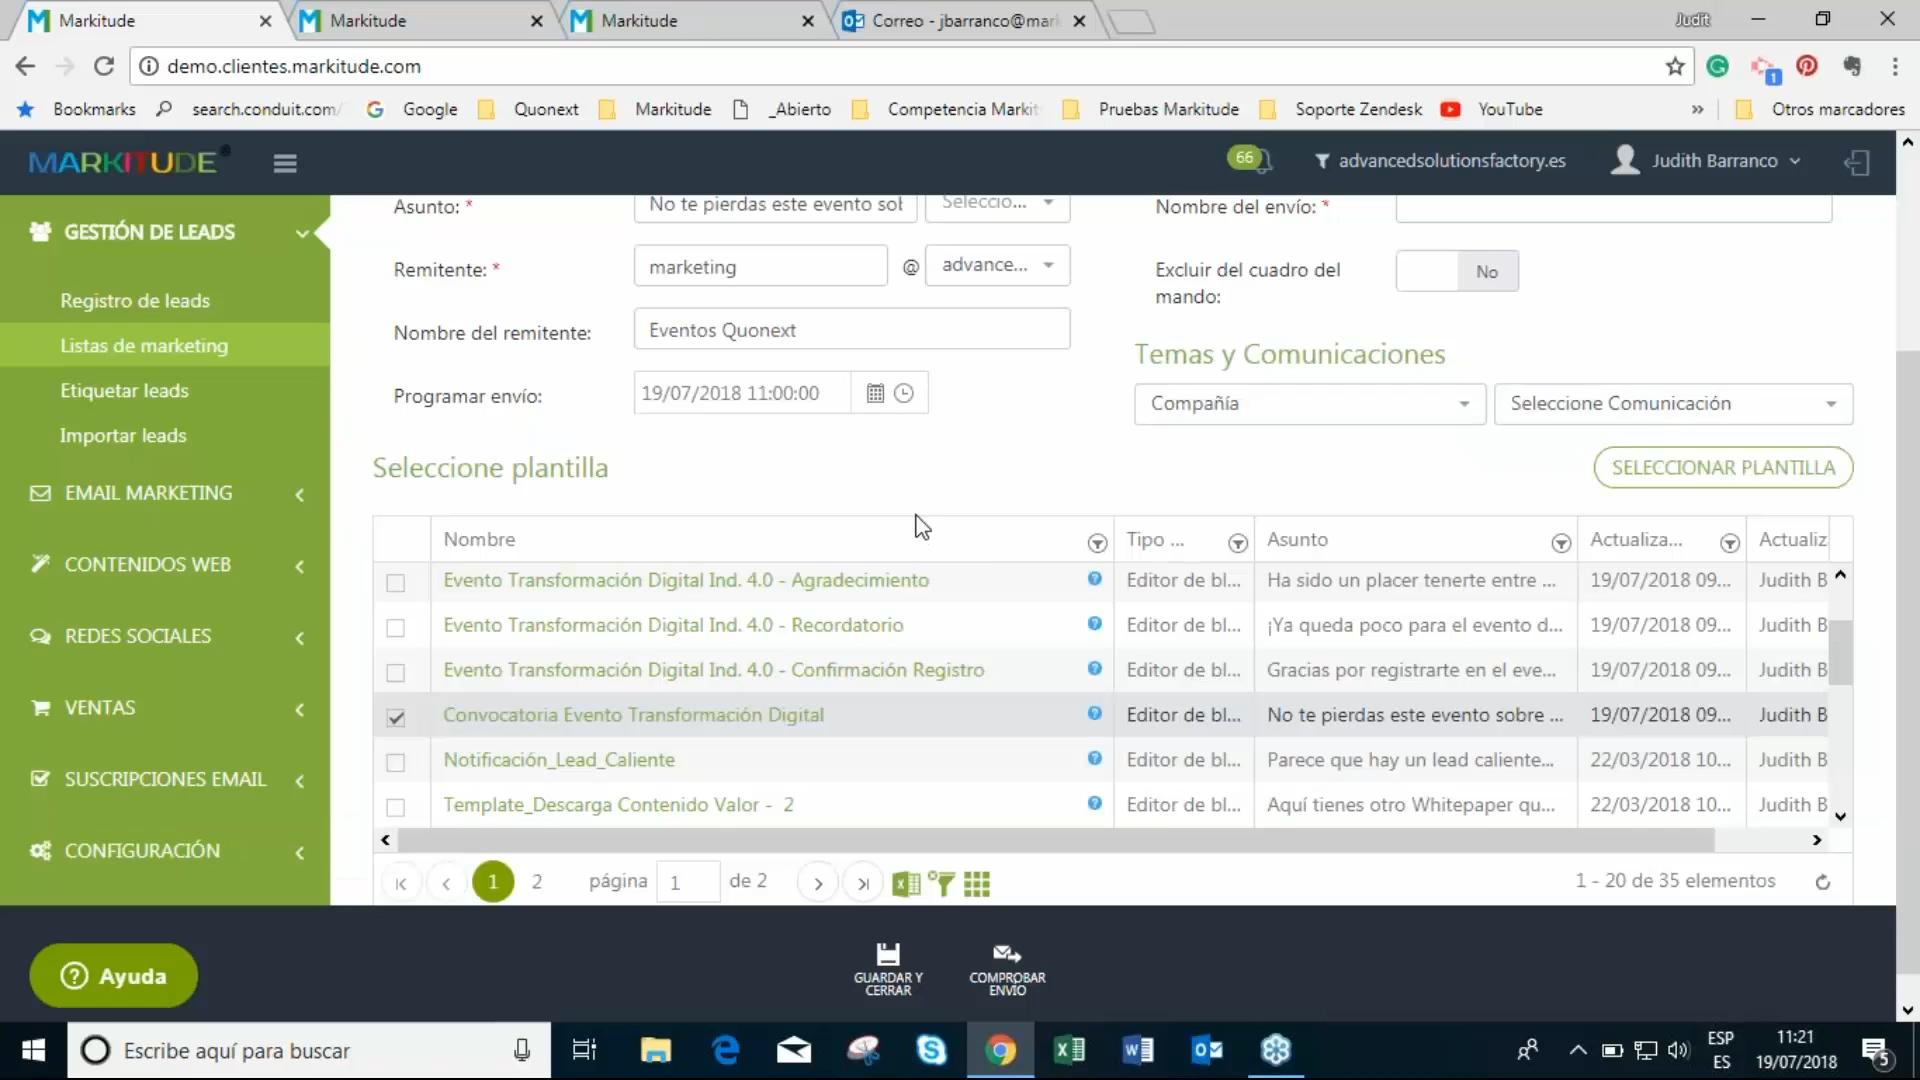 Markitude
Markitude
Markitude
Correo - jbarranco@mark
Judit
demo.clientes.markitude.com
1
Bookmarks
search.conduit.com/
Google
Quonext
Markitude
_Abierto
Competencia Markit
Pruebas Markitude
Soporte Zendesk
YouTube
»
Otros marcadores
MARKITUDE
66
advancedsolutionsfactory.es
Judith Barranco
GESTIÓN DE LEADS
Registro de leads
Listas de marketing
Etiquetar leads
Importar leads
EMAIL MARKETING
CONTENIDOS WEB
REDES SOCIALES
VENTAS
SUSCRIPCIONES EMAIL
CONFIGURACIÓN
Ayuda
Asunto: *
No te pierdas este evento sob
Seleccio...
Nombre del envío: *
Remitente: *
marketing
@
advance...
Excluir del cuadro del
mando:
No
Nombre del remitente:
Eventos Quonext
Programar envío:
19/07/2018 11:00:00
Temas y Comunicaciones
Compañía
Seleccione Comunicación
Seleccione plantilla
SELECCIONAR PLANTILLA
Nombre Tipo ... Asunto Actualiza... Actualiz
Evento Transformación Digital Ind. 4.0 - Agradecimiento Editor de bl... Ha sido un placer tenerte entre ... 19/07/2018 09... Judith B
Evento Transformación Digital Ind. 4.0 - Recordatorio Editor de bl... ¡Ya queda poco para el evento d... 19/07/2018 09... Judith B
Evento Transformación Digital Ind. 4.0 - Confirmación Registro Editor de bl... Gracias por registrarte en el eve... 19/07/2018 09... Judith B
Convocatoria Evento Transformación Digital Editor de bl... No te pierdas este evento sobre ... 19/07/2018 09... Judith B
Notificación_Lead_Caliente Editor de bl... Parece que hay un lead caliente... 22/03/2018 10... Judith B
Template_Descarga Contenido Valor - 2 Editor de bl... Aquí tienes otro Whitepaper qu... 22/03/2018 10... Judith B
1 2 página 1 de 2
1 - 20 de 35 elementos
GUARDAR Y
CERRAR
COMPROBAR
ENVIO
Escribe aquí para buscar
ESP
ES
11:21
19/07/2018
5